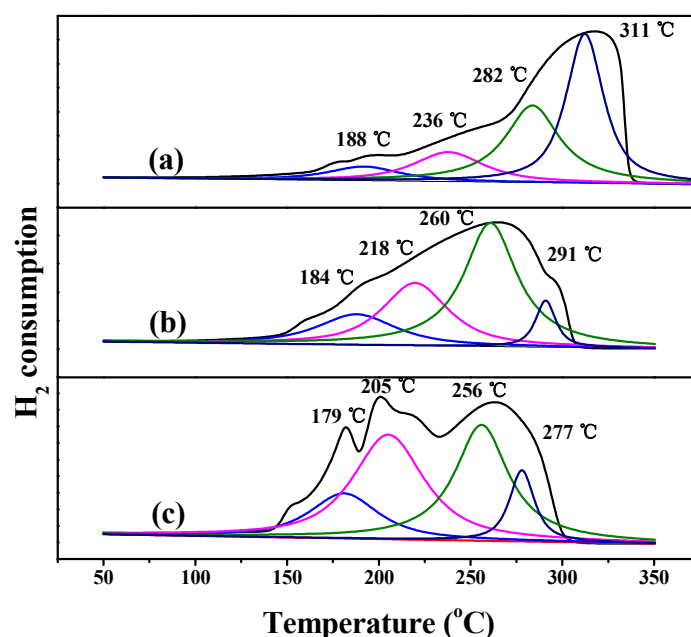 311 ℃
282 ℃
236 ℃
188 ℃
(a)
260 ℃
218 ℃
291 ℃
184 ℃
(b)
205 ℃
256 ℃
179 ℃
277 ℃
(c)
H2 consumption
50 100 150 200 250 300 350
Temperature (oC)